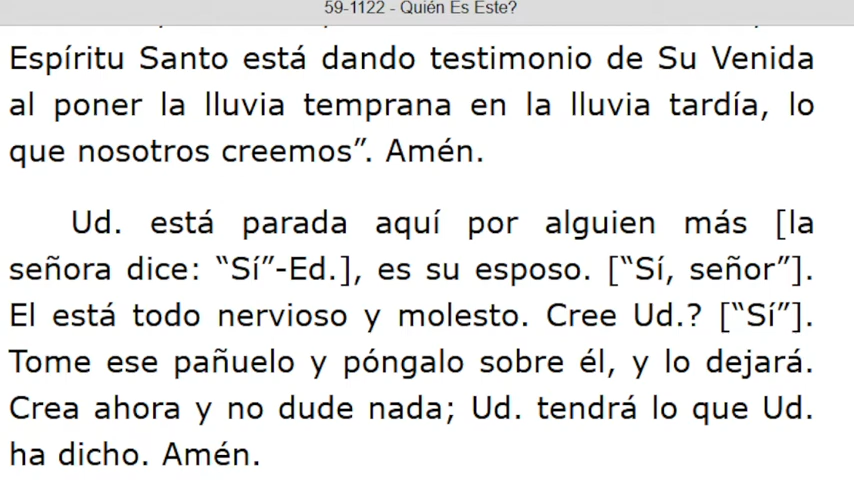 59-1122 - Quién Es Este?
Espíritu Santo está dando testimonio de Su Venida
al poner la lluvia temprana en la lluvia tardía, lo
que nosotros creemos”. Amén.
Ud. está parada aquí por alguien más [la
señora dice: “Sí”-Ed.], es su esposo. [“Sí, señor”].
El está todo nervioso y molesto. Cree Ud.? [“Sí”].
Tome ese pañuelo y póngalo sobre él, y lo dejará.
Crea ahora y no dude nada; Ud. tendrá lo que Ud.
ha dicho. Amén.